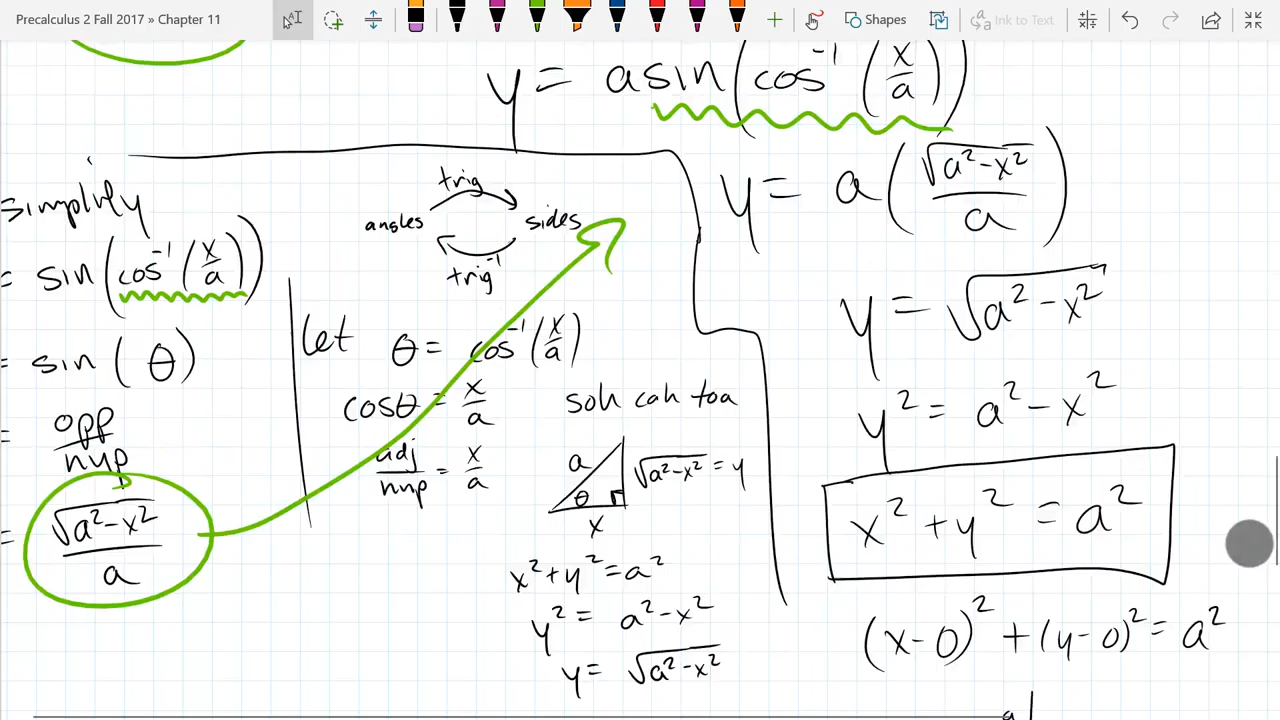 Precalculus 2 Fall 2017 » Chapter 11
Shapes
Ink to Text
y = a sin(cos⁻¹(x/a))
simplify
= sin(cos⁻¹(x/a))
= sin(θ)
= opp/hyp
= √(a²-x²)/a
trig
angles sides
trig⁻¹
let θ = cos⁻¹(x/a)
cosθ = x/a
adj/hyp = x/a
soh cah toa
a √(a²-x²) = y
θ
x
x²+y²=a²
y² = a²-x²
y = √(a²-x²)
y = a(√(a²-x²)/a)
y = √(a²-x²)
y² = a²-x²
x²+y² = a²
(x-0)²+(y-0)² = a²